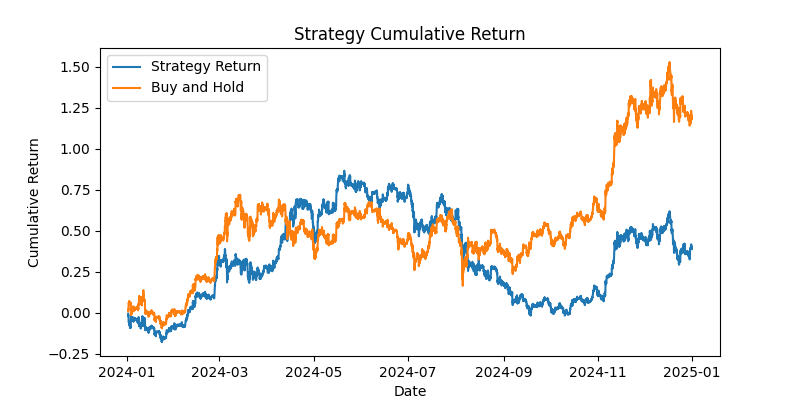 Strategy Cumulative Return
Strategy Return
Buy and Hold
1.50
1.25
1.00
0.75
0.50
0.25
0.00
−0.25
Cumulative Return
2024-01 2024-03 2024-05 2024-07 2024-09 2024-11 2025-01
Date